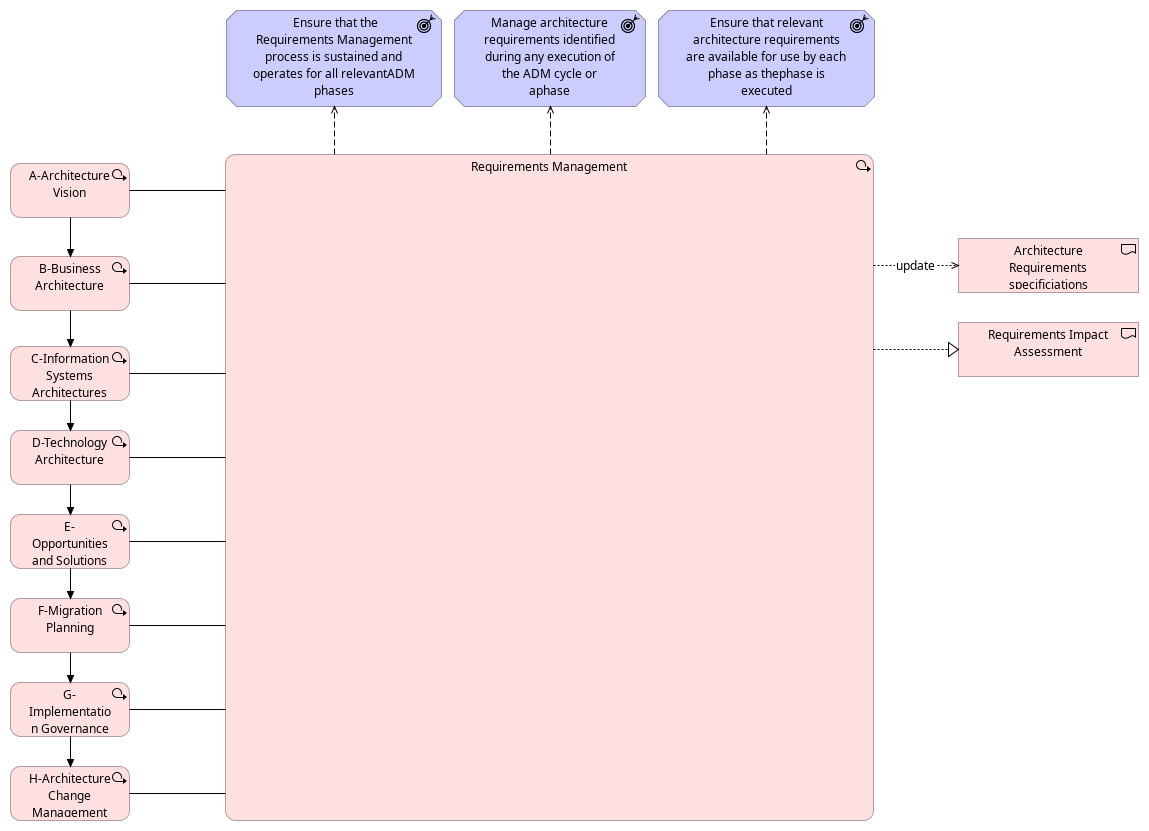 Ensure that the
Requirements Management
process is sustained and
operates for all relevantADM
phases
Manage architecture
requirements identified
during any execution of
the ADM cycle or
aphase
Ensure that relevant
architecture requirements
are available for use by each
phase as thephase is
executed
Requirements Management
A-Architecture
Vision
B-Business
Architecture
C-Information
Systems
Architectures
D-Technology
Architecture
E-
Opportunities
and Solutions
F-Migration
Planning
G-
Implementatio
n Governance
H-Architecture
Change
Management
update
Architecture
Requirements
specificiations
Requirements Impact
Assessment